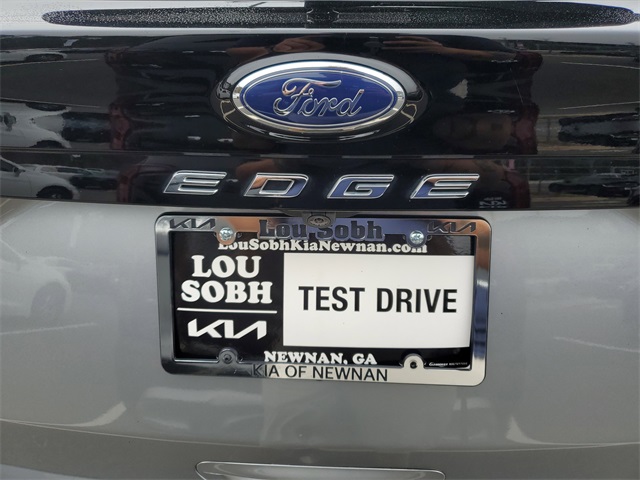 Ford
EDGE
KIA Lou Sobh KIA
LouSobhKiaNewnan.com
LOU
SOBH
KIA
TEST DRIVE
NEWNAN, GA
KIA OF NEWNAN